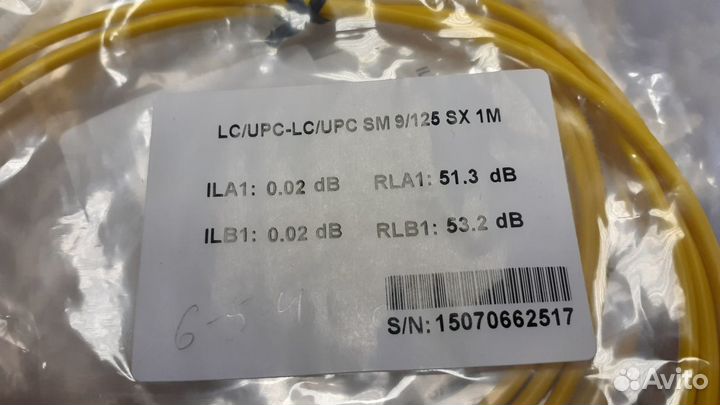 LC/UPC-LC/UPC SM 9/125 SX 1M
ILA1: 0.02 dB RLA1: 51.3 dB
ILB1: 0.02 dB RLB1: 53.2 dB
S/N: 15070662517
Avito